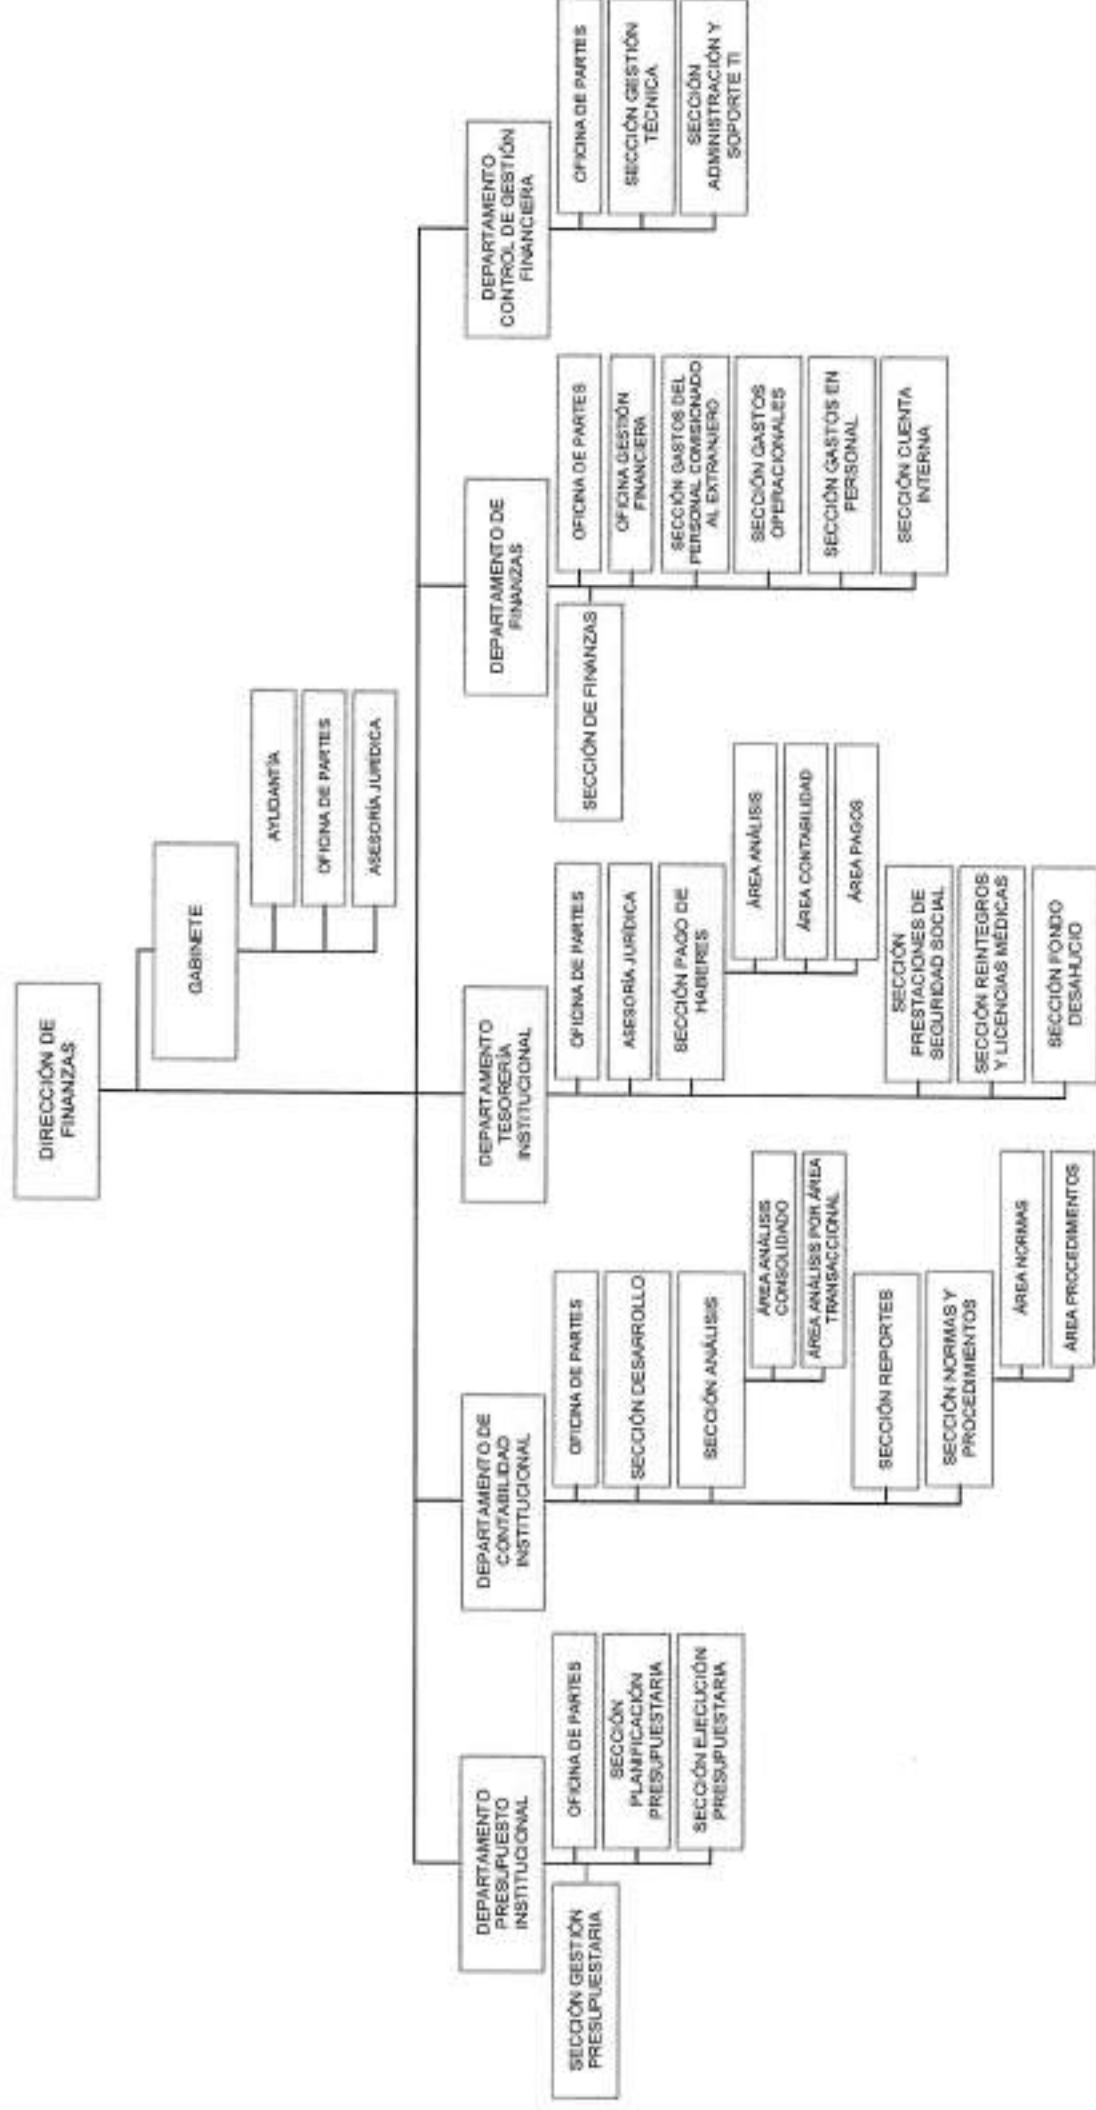 DIRECCIÓN DE
FINANZAS
GABINETE
AYUDANTÍA
OFICINA DE PARTES
ASESORÍA JURÍDICA
DEPARTAMENTO
PRESUPUESTO
INSTITUCIONAL
SECCIÓN GESTIÓN
PRESUPUESTARIA
OFICINA DE PARTES
SECCIÓN
PLANIFICACIÓN
PRESUPUESTARIA
SECCIÓN EJECUCIÓN
PRESUPUESTARIA
DEPARTAMENTO DE
CONTABILIDAD
INSTITUCIONAL
OFICINA DE PARTES
SECCIÓN DESARROLLO
SECCIÓN ANÁLISIS
ÁREA ANÁLISIS
CONSOLIDADO
ÁREA ANÁLISIS POR ÁREA
TRANSACCIONAL
SECCIÓN REPORTES
SECCIÓN NORMAS Y
PROCEDIMIENTOS
ÁREA NORMAS
ÁREA PROCEDIMIENTOS
DEPARTAMENTO
TESORERÍA
INSTITUCIONAL
OFICINA DE PARTES
ASESORÍA JURÍDICA
SECCIÓN PAGO DE
HABERES
ÁREA ANÁLISIS
ÁREA CONTABILIDAD
ÁREA PAGOS
SECCIÓN
PRESTACIONES DE
SEGURIDAD SOCIAL
SECCIÓN REINTEGROS
Y LICENCIAS MÉDICAS
SECCIÓN FONDO
DESAHUCIO
DEPARTAMENTO DE
FINANZAS
SECCIÓN DE FINANZAS
OFICINA DE PARTES
OFICINA GESTIÓN
FINANCIERA
SECCIÓN GASTOS DEL
PERSONAL COMISIONADO
AL EXTRANJERO
SECCIÓN GASTOS
OPERACIONALES
SECCIÓN GASTOS EN
PERSONAL
SECCIÓN CUENTA
INTERNA
DEPARTAMENTO
CONTROL DE GESTIÓN
FINANCIERA
OFICINA DE PARTES
SECCIÓN GESTIÓN
TÉCNICA
SECCIÓN
ADMINISTRACIÓN Y
SOPORTE TI